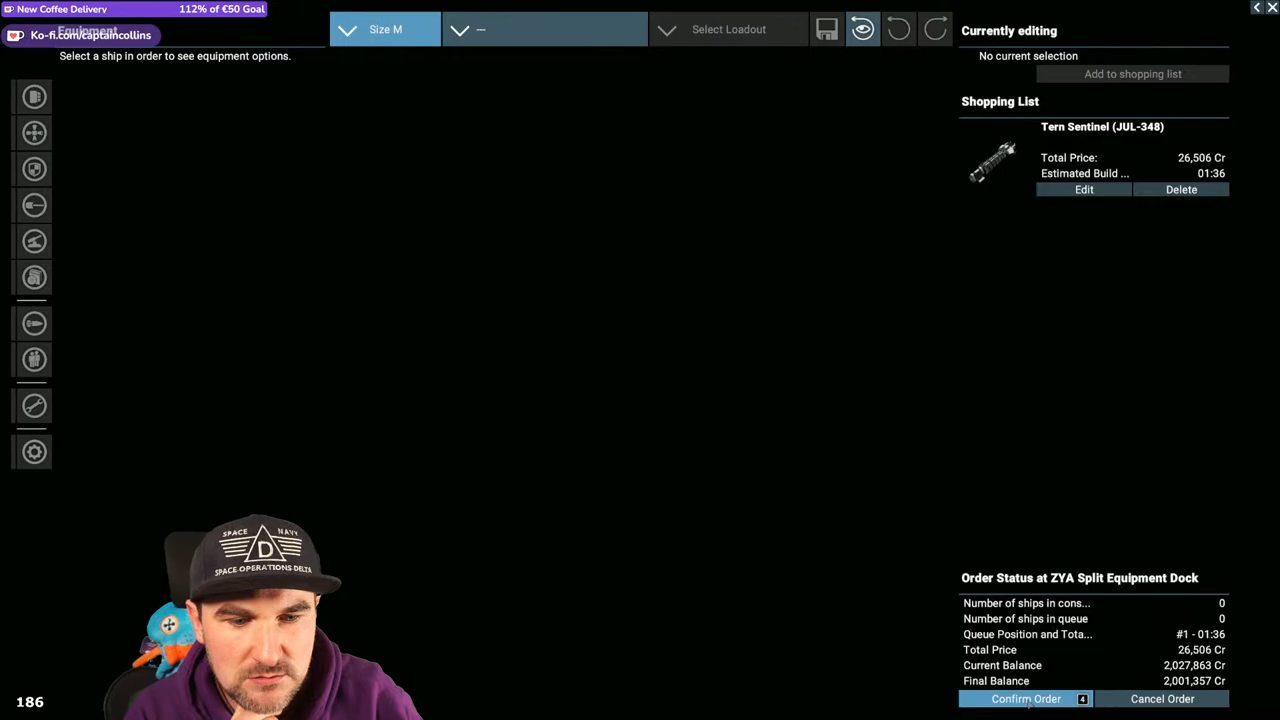 New Coffee Delivery 112% of €50 Goal
Ko-fi.com/captaincollins
Equipment
Select a ship in order to see equipment options.
Size M
—
Select Loadout
Currently editing
No current selection
Add to shopping list
Shopping List
Tern Sentinel (JUL-348)
Total Price: 26,506 Cr
Estimated Build ... 01:36
Edit Delete
SPACE NAVY
D
SPACE·OPERATIONS·DELTA
Order Status at ZYA Split Equipment Dock
Number of ships in cons... 0
Number of ships in queue 0
Queue Position and Tota... #1 - 01:36
Total Price 26,506 Cr
Current Balance 2,027,863 Cr
Final Balance 2,001,357 Cr
Confirm Order 4 Cancel Order
186